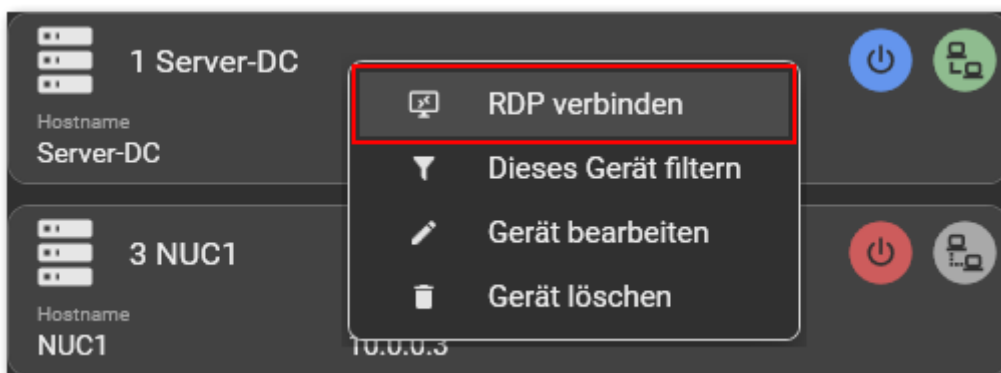 1 Server-DC
Hostname
Server-DC
RDP verbinden
Dieses Gerät filtern
Gerät bearbeiten
Gerät löschen
3 NUC1
Hostname
NUC1
10.0.0.3